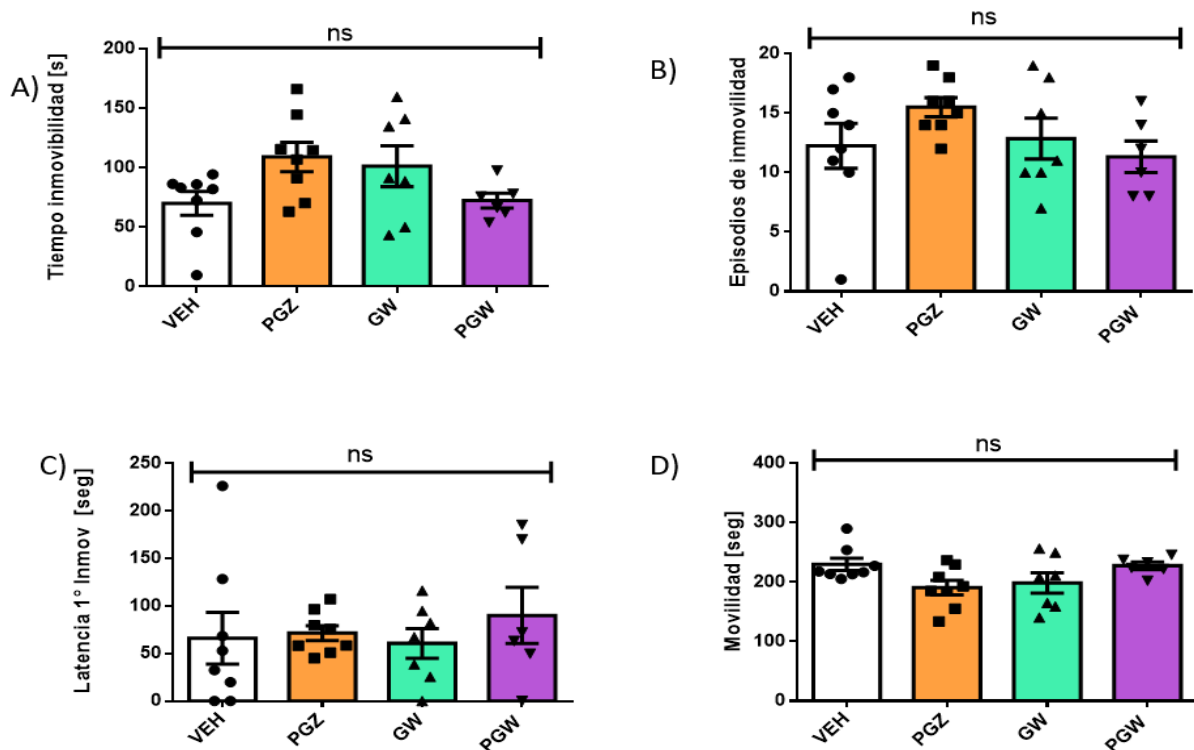 A)
ns
Tiempo inmovibilidad [s]
200
150
100
50
0
VEH
PGZ
GW
PGW
B)
ns
Episodios de inmovilidad
20
15
10
5
0
VEH
PGZ
GW
PGW
C)
ns
Latencia 1° Inmov [seg]
250
200
150
100
50
0
VEH
PGZ
GW
PGW
D)
ns
Movilidad [seg]
400
300
200
100
0
VEH
PGZ
GW
PGW